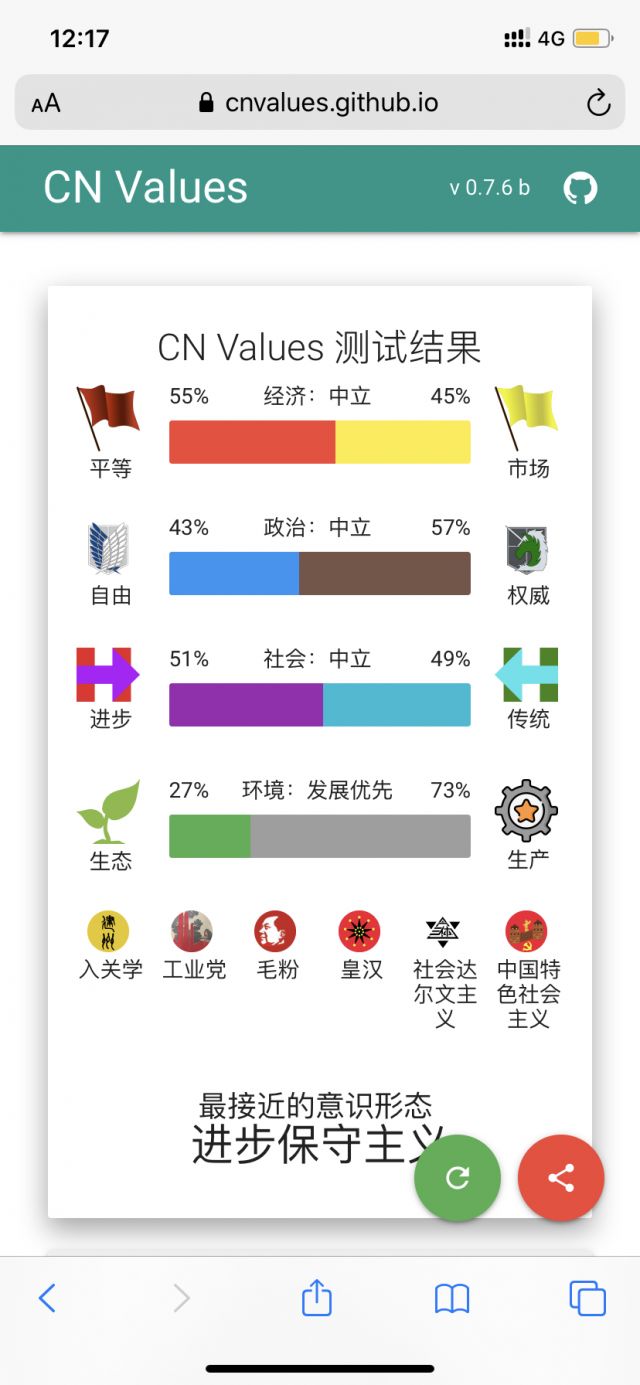 12:17
4G
AA
cnvalues.github.io
CN Values
v 0.7.6 b
CN Values 测试结果
55% 经济：中立 45%
平等 市场
43% 政治：中立 57%
自由 权威
51% 社会：中立 49%
进步 传统
27% 环境：发展优先 73%
生态 生产
入关学 工业党 毛粉 皇汉 社会达 中国特
尔文主 色社会
义 主义
最接近的意识形态
进步保守主义